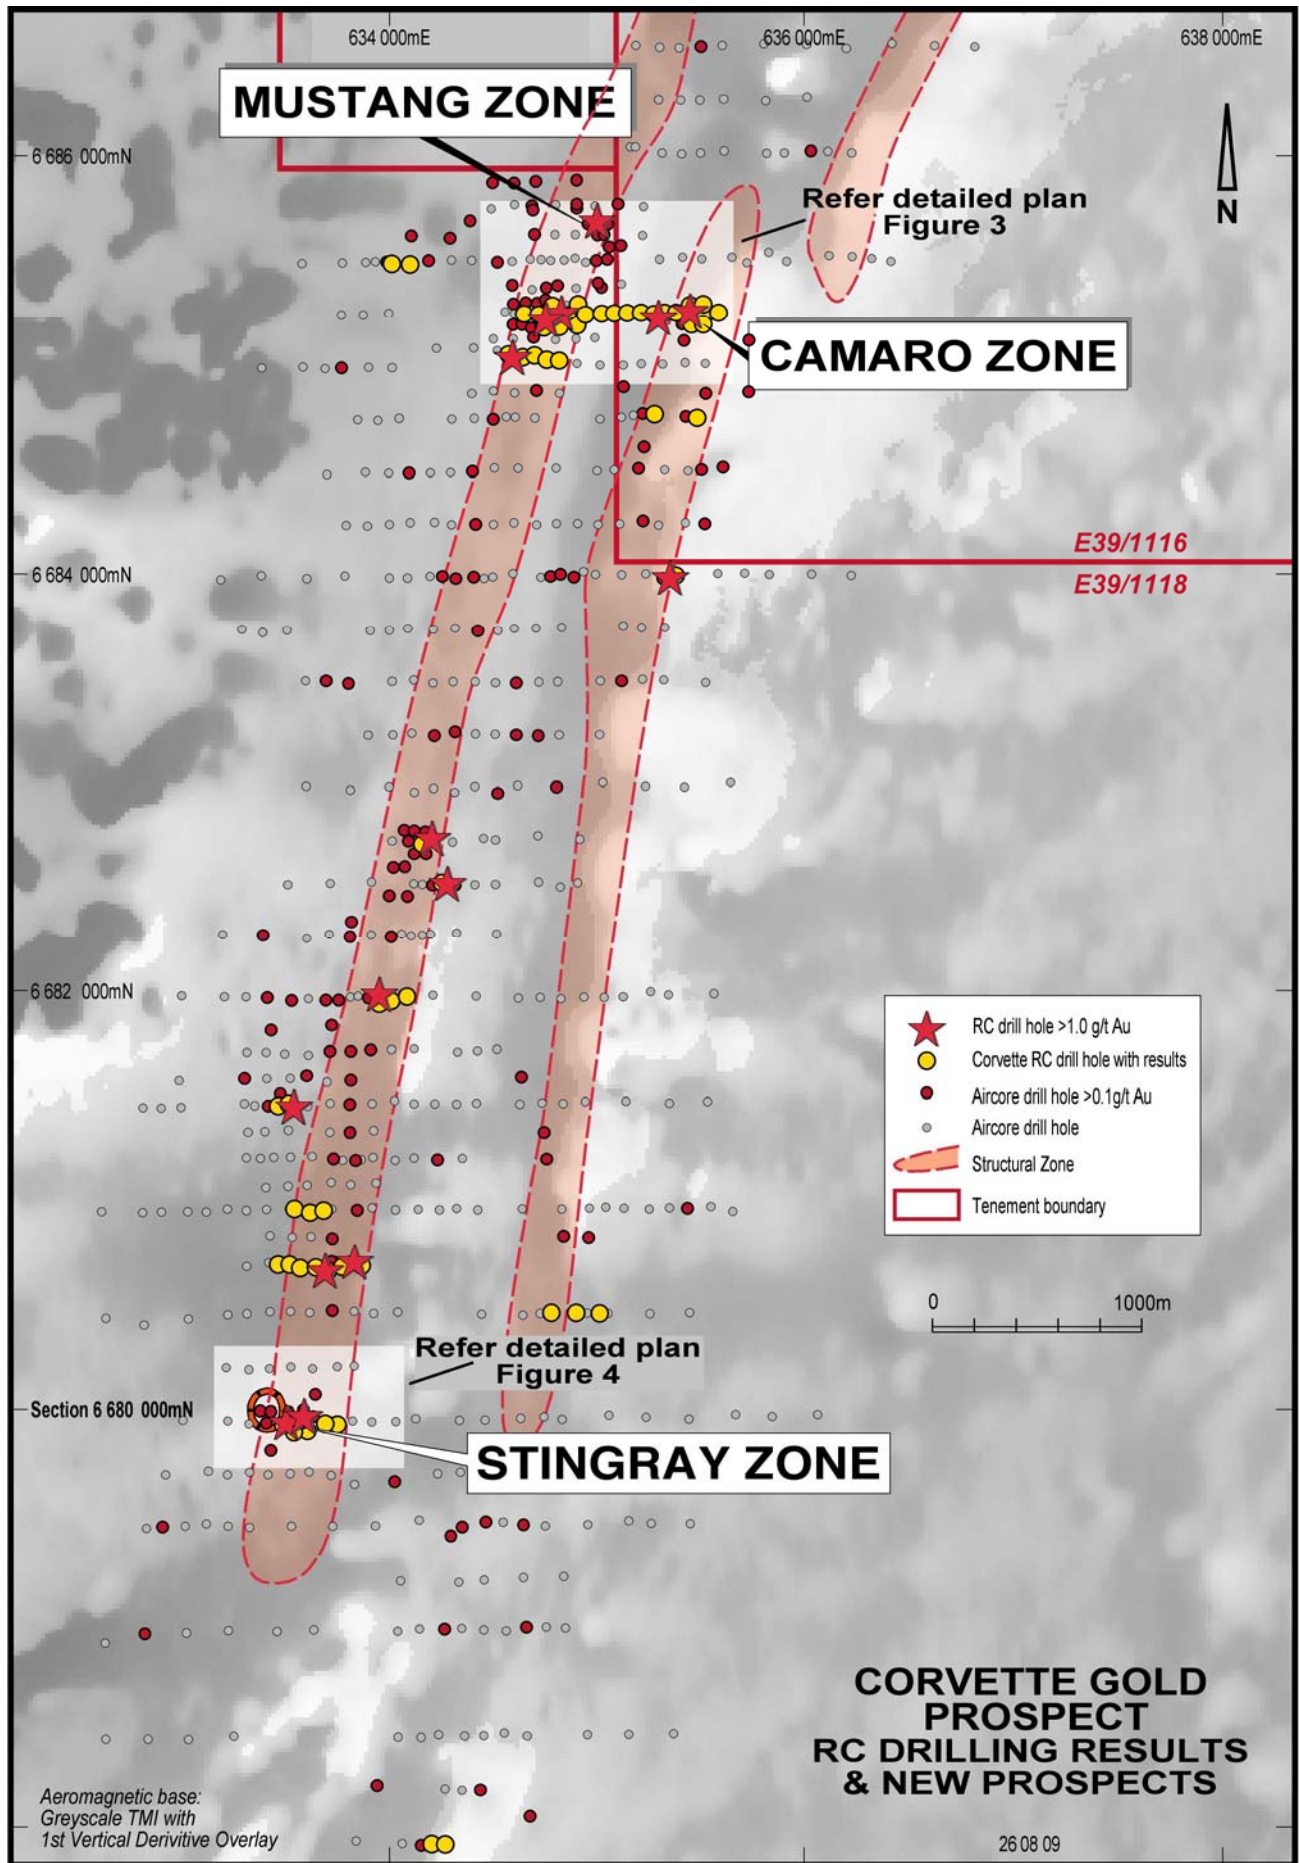 634 000mE
636 000mE
638 000mE
MUSTANG ZONE
6 686 000mN
N
Refer detailed plan
Figure 3
CAMARO ZONE
E39/1116
6 684 000mN
E39/1118
6 682 000mN
RC drill hole >1.0 g/t Au
Corvette RC drill hole with results
Aircore drill hole >0.1g/t Au
Aircore drill hole
Structural Zone
Tenement boundary
0 1000m
Refer detailed plan
Figure 4
Section 6 680 000mN
STINGRAY ZONE
CORVETTE GOLD
PROSPECT
RC DRILLING RESULTS
& NEW PROSPECTS
Aeromagnetic base:
Greyscale TMI with
1st Vertical Derivitive Overlay
26 08 09